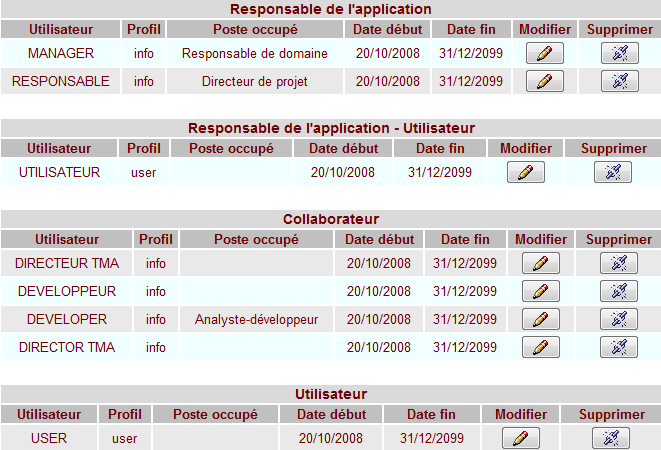 Responsable de l'application
Utilisateur Profil Poste occupé Date début Date fin Modifier Supprimer
MANAGER info Responsable de domaine 20/10/2008 31/12/2099
RESPONSABLE info Directeur de projet 20/10/2008 31/12/2099
Responsable de l'application - Utilisateur
Utilisateur Profil Poste occupé Date début Date fin Modifier Supprimer
UTILISATEUR user 20/10/2008 31/12/2099
Collaborateur
Utilisateur Profil Poste occupé Date début Date fin Modifier Supprimer
DIRECTEUR TMA info 20/10/2008 31/12/2099
DEVELOPPEUR info 20/10/2008 31/12/2099
DEVELOPER info Analyste-développeur 20/10/2008 31/12/2099
DIRECTOR TMA info 20/10/2008 31/12/2099
Utilisateur
Utilisateur Profil Poste occupé Date début Date fin Modifier Supprimer
USER user 20/10/2008 31/12/2099